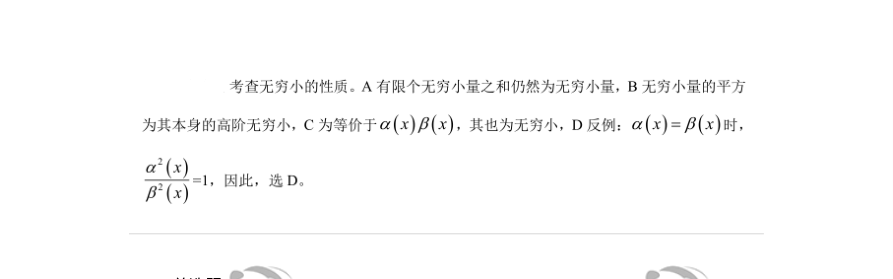 考查无穷小的性质。A 有限个无穷小量之和仍然为无穷小量，B 无穷小量的平方
为其本身的高阶无穷小，C 为等价于α(x)β(x)，其也为无穷小，D 反例：α(x)=β(x)时，
α²(x)/β²(x)=1，因此，选 D。